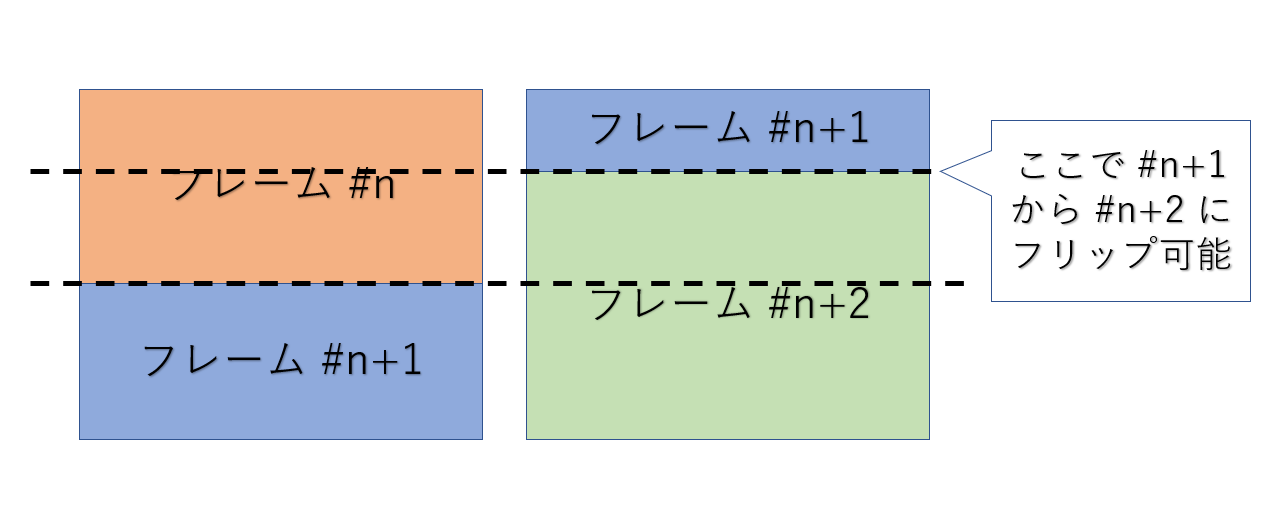 フレーム #n
フレーム #n+1
フレーム #n+1
フレーム #n+2
ここで #n+1
から #n+2 に
フリップ可能